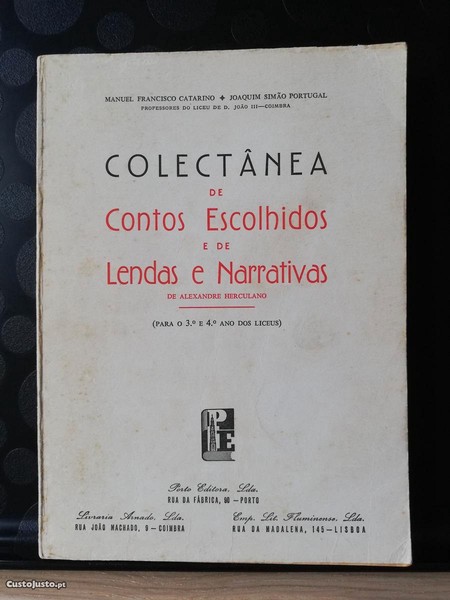 MANUEL FRANCISCO CATARINO + JOAQUIM SIMÃO PORTUGAL
PROFESSORES DO LICEU DE D. JOÃO III—COIMBRA
COLECTÂNEA
DE
Contos Escolhidos
E DE
Lendas e Narrativas
DE ALEXANDRE HERCULANO
(PARA O 3.º E 4.º ANO DOS LICEUS)
PE
Porto Editora, Lda.
RUA DA FÁBRICA, 90 — PORTO
Livraria Arnado, Lda.
RUA JOÃO MACHADO, 9 — COIMBRA
Emp. Lit. Fluminense, Lda.
RUA DA MADALENA, 145 — LISBOA
CustoJusto.pt